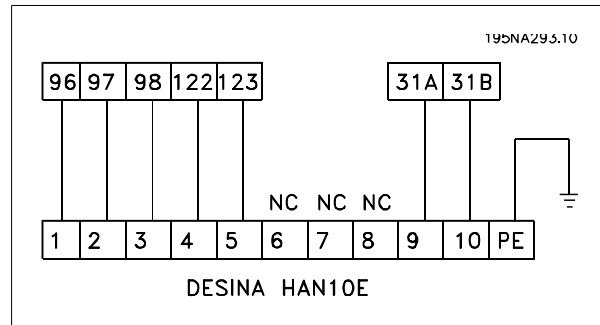 195NA293.10
96 97 98 122 123 31A 31B
NC NC NC
1 2 3 4 5 6 7 8 9 10 PE
DESINA HAN10E